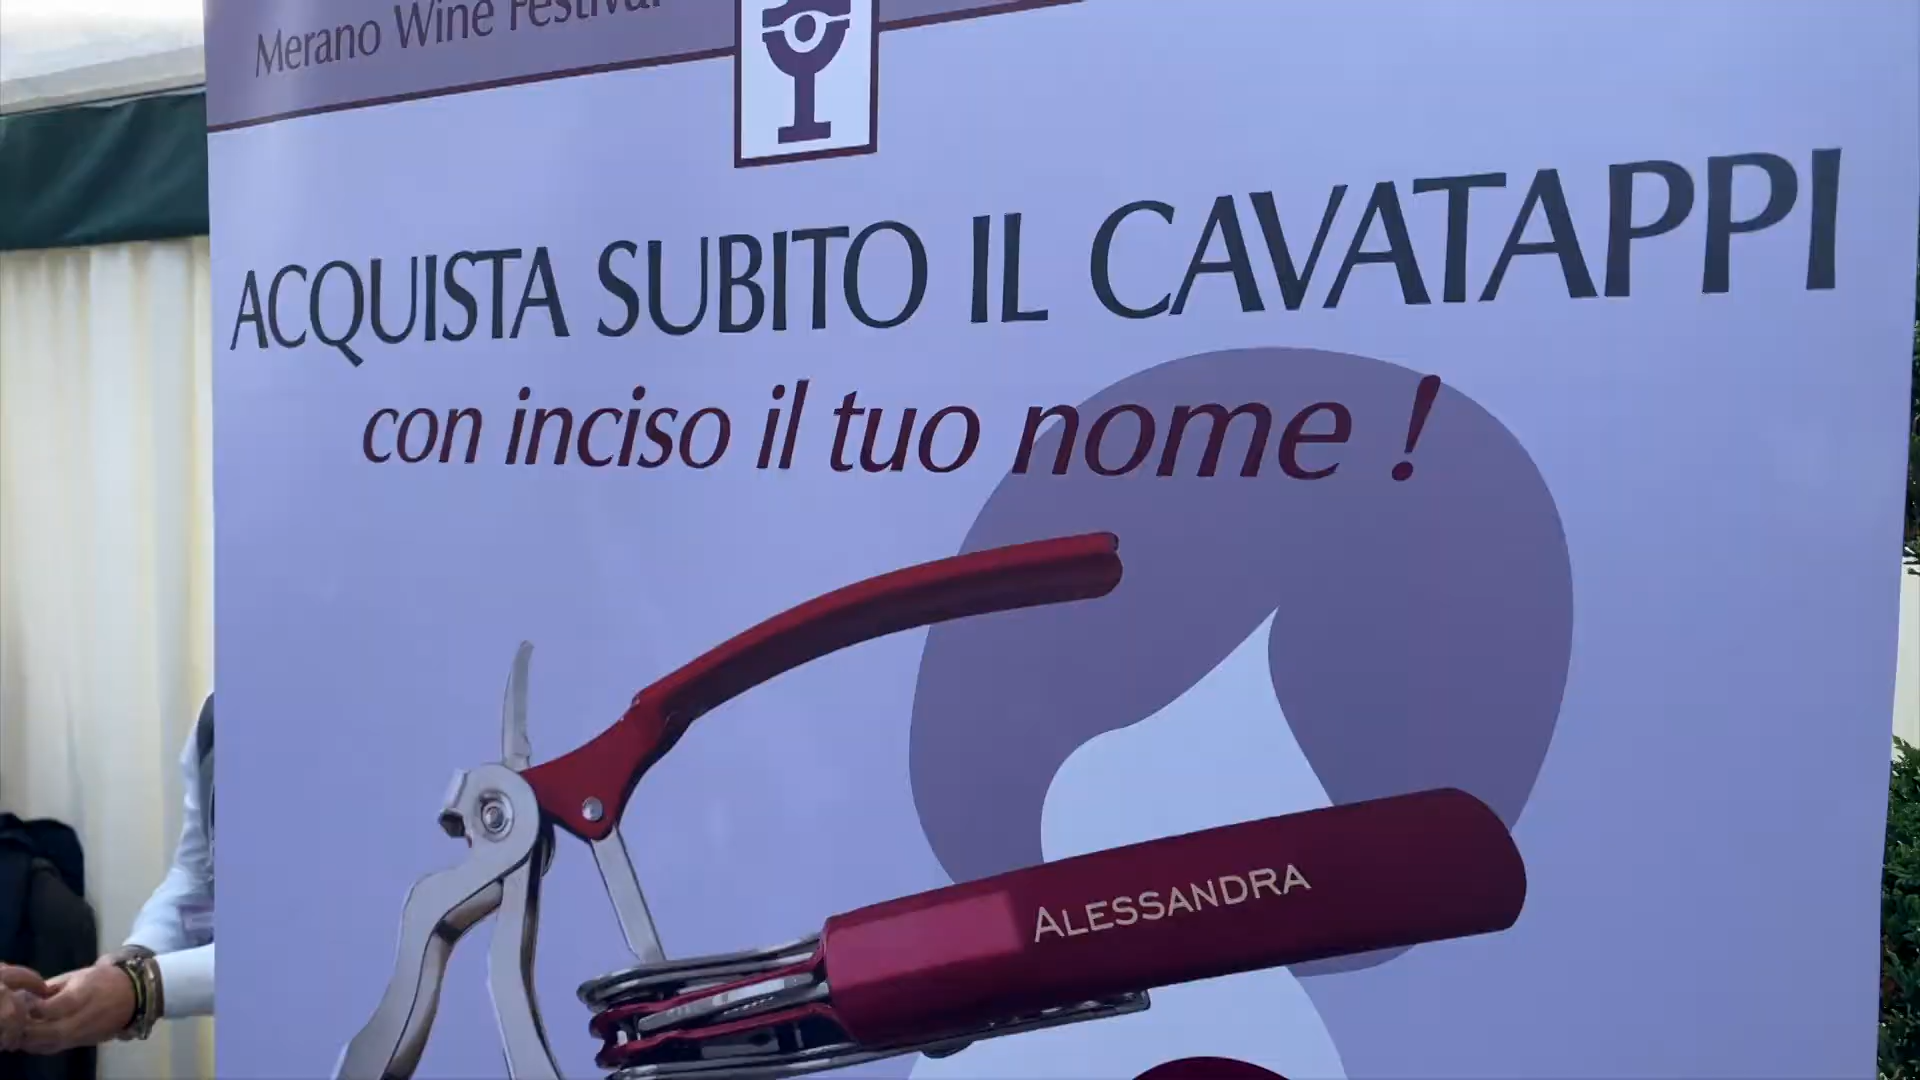 Merano Wine Festival
ACQUISTA SUBITO IL CAVATAPPI
con inciso il tuo nome !
ALESSANDRA